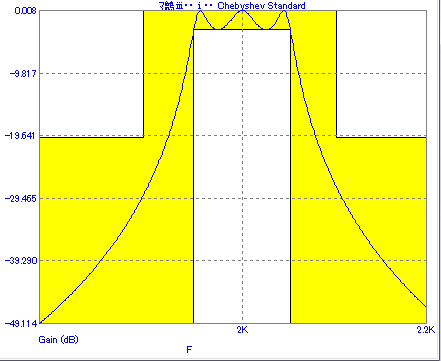 Chebyshev Standard
0.008
-9.817
-19.641
-29.465
-39.290
-49.114
2K
2.2K
Gain (dB)
F